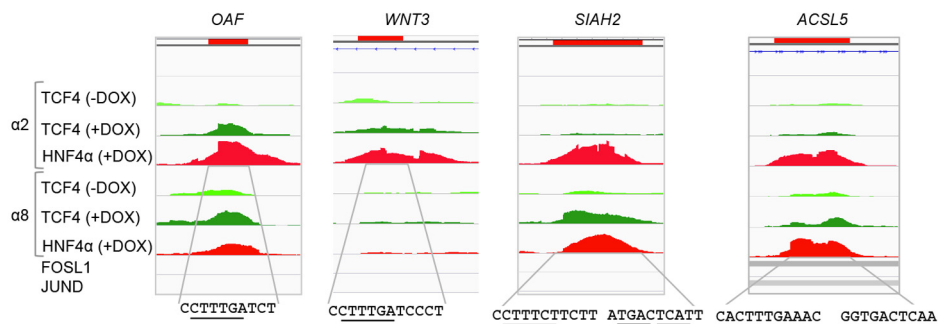 OAF WNT3 SIAH2 ACSL5
α2
TCF4 (-DOX)
TCF4 (+DOX)
HNF4α (+DOX)
α8
TCF4 (-DOX)
TCF4 (+DOX)
HNF4α (+DOX)
FOSL1
JUND
CCTTTGATCT CCTTTGATCCCT CCTTTCTTCTT ATGACTCATT CACTTTGAAAC GGTGACTCAA